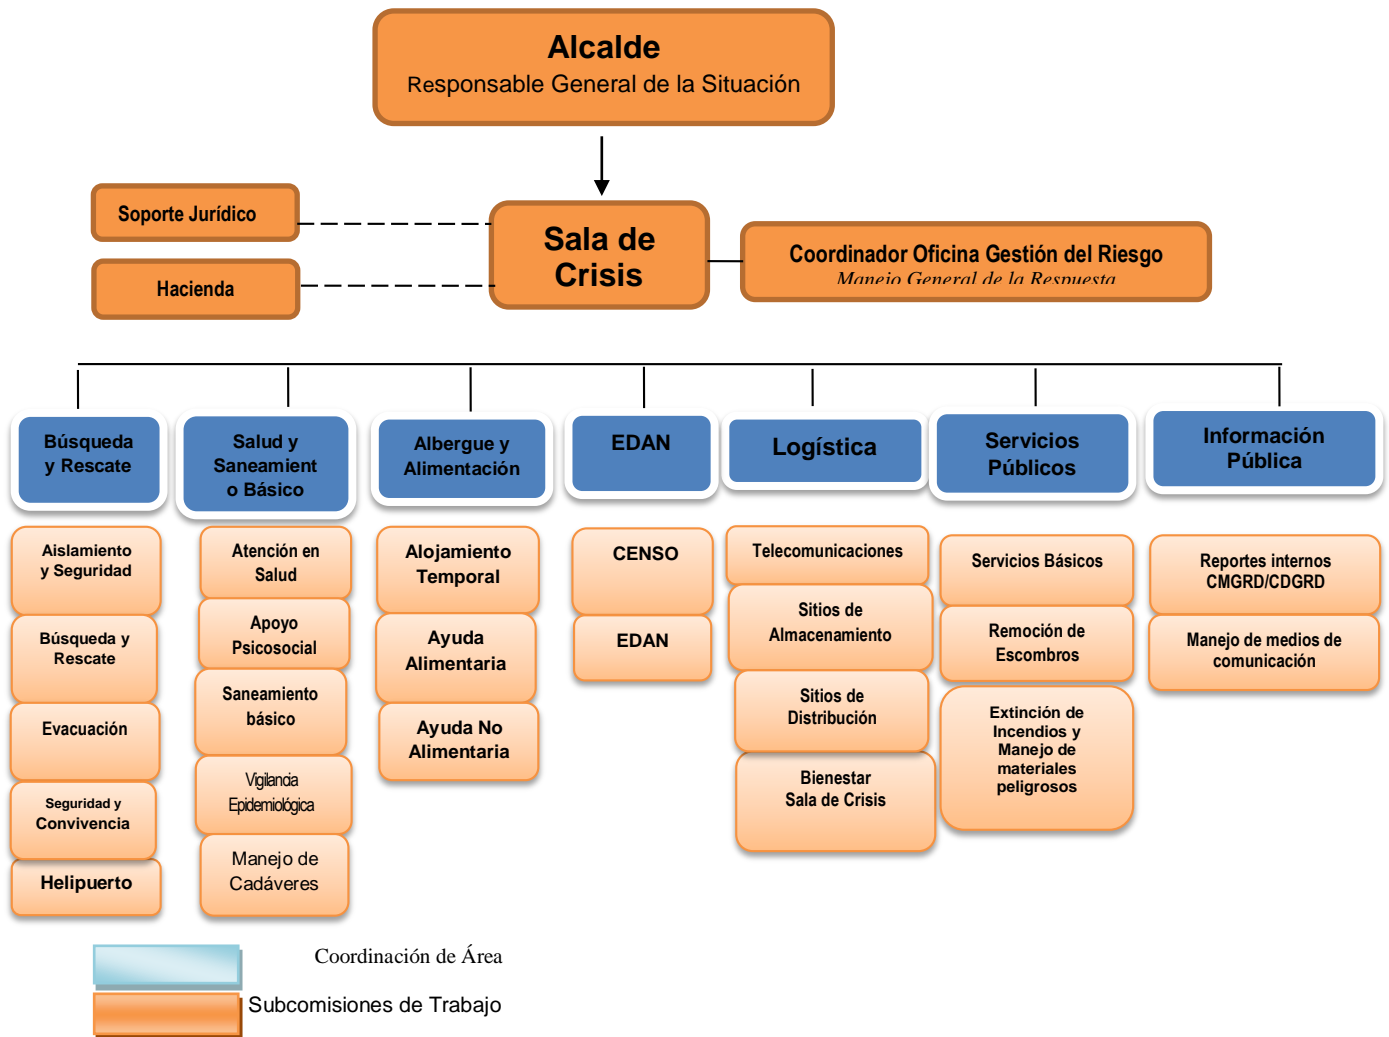 Alcalde
Responsable General de la Situación
Soporte Jurídico
Hacienda
Sala de
Crisis
Coordinador Oficina Gestión del Riesgo
Manejo General de la Respuesta
Búsqueda
y Rescate
Salud y
Saneamient
o Básico
Albergue y
Alimentación
EDAN
Logística
Servicios
Públicos
Información
Pública
Aislamiento
y Seguridad
Búsqueda y
Rescate
Evacuación
Seguridad y
Convivencia
Helipuerto
Atención en
Salud
Apoyo
Psicosocial
Saneamiento
básico
Vigilancia
Epidemiológica
Manejo de
Cadáveres
Alojamiento
Temporal
Ayuda
Alimentaria
Ayuda No
Alimentaria
CENSO
EDAN
Telecomunicaciones
Sitios de
Almacenamiento
Sitios de
Distribución
Bienestar
Sala de Crisis
Servicios Básicos
Remoción de
Escombros
Extinción de
Incendios y
Manejo de
materiales
peligrosos
Reportes internos
CMGRD/CDGRD
Manejo de medios de
comunicación
Coordinación de Área
Subcomisiones de Trabajo